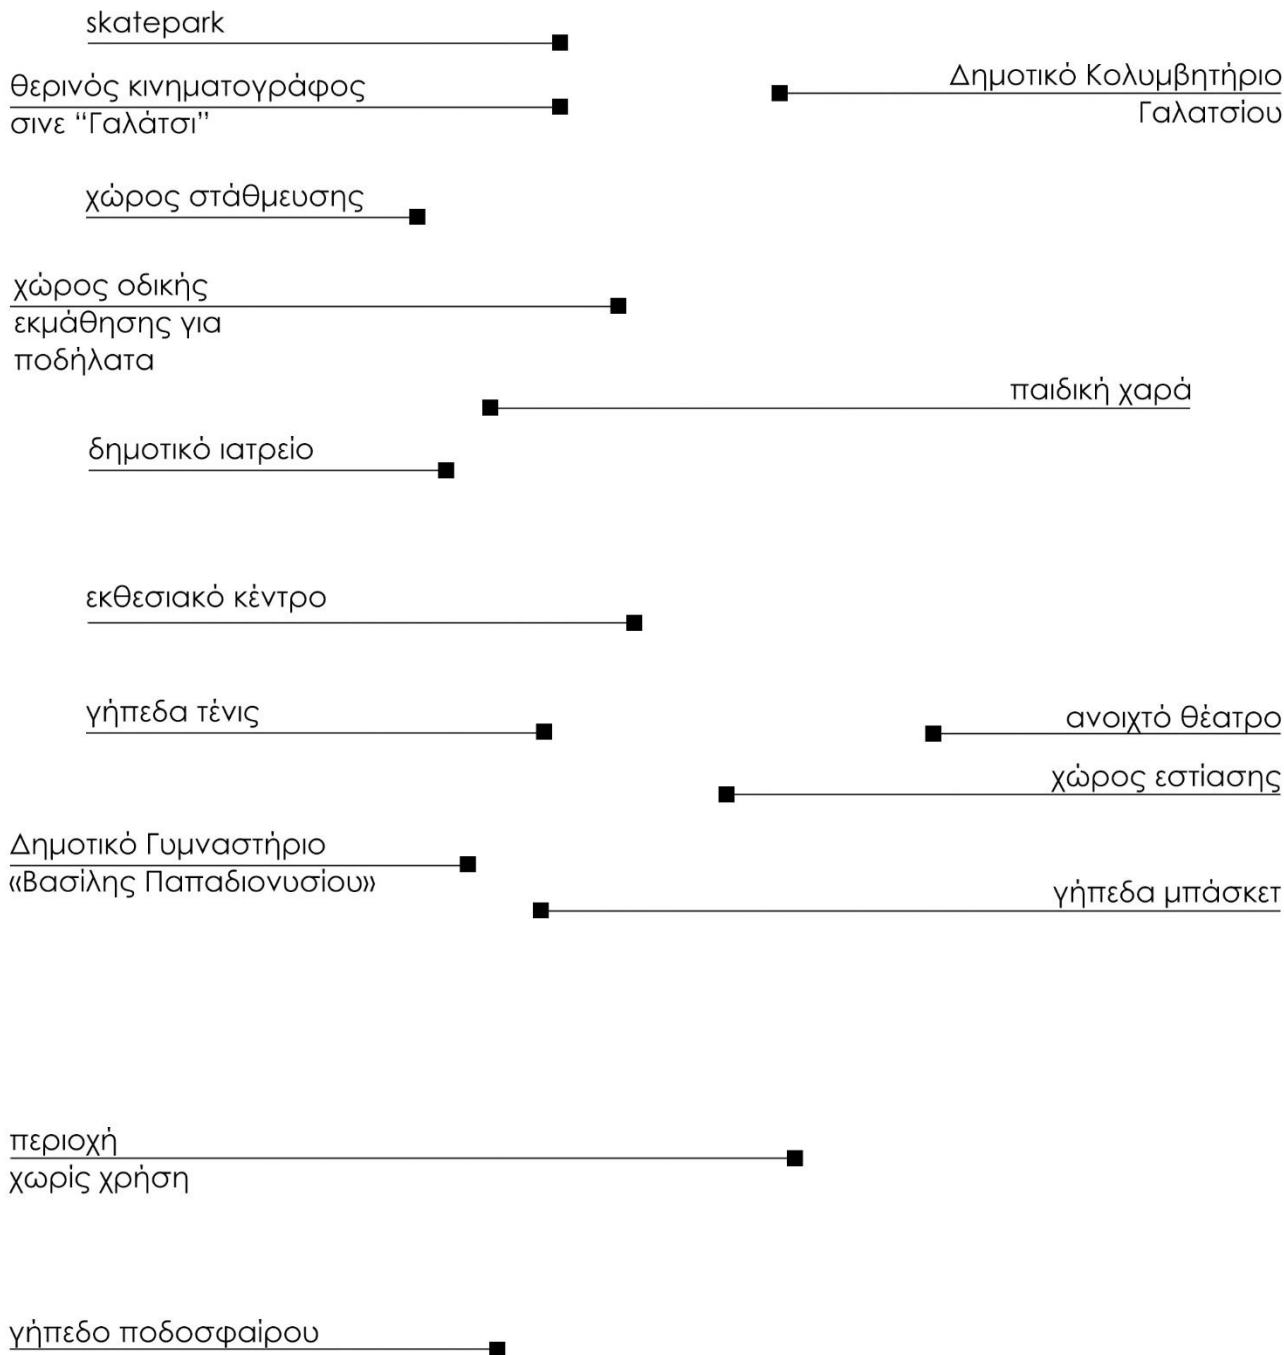 skatepark
θερινός κινηματογράφος
σινε “Γαλάτσι”
Δημοτικό Κολυμβητήριο
Γαλατσίου
χώρος στάθμευσης
χώρος οδικής
εκμάθησης για
ποδήλατα
παιδική χαρά
δημοτικό ιατρείο
εκθεσιακό κέντρο
γήπεδα τένις
ανοιχτό θέατρο
χώρος εστίασης
Δημοτικό Γυμναστήριο
«Βασίλης Παπαδιονυσίου»
γήπεδα μπάσκετ
περιοχή
χωρίς χρήση
γήπεδο ποδοσφαίρου